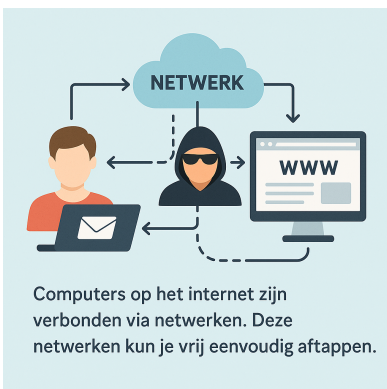 NETWERK
WWW
Computers op het internet zijn
verbonden via netwerken. Deze
netwerken kun je vrij eenvoudig aftappen.